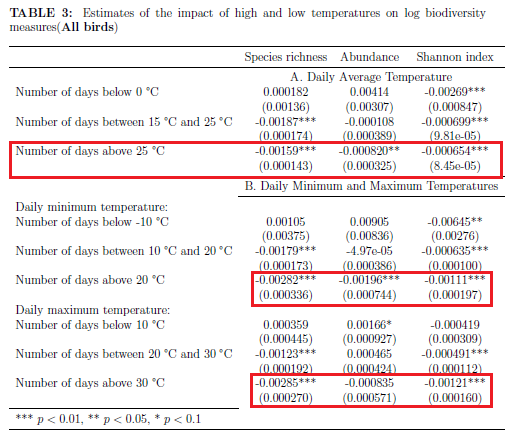 TABLE 3: Estimates of the impact of high and low temperatures on log biodiversity
measures(All birds)
Species richness Abundance Shannon index
A. Daily Average Temperature
Number of days below 0 °C 0.000182 0.00414 -0.00269***
(0.00136) (0.00307) (0.000847)
Number of days between 15 °C and 25 °C -0.00187*** -0.000108 -0.000699***
(0.000174) (0.000389) (9.81e-05)
Number of days above 25 °C -0.00159*** -0.000820** -0.000654***
(0.000143) (0.000325) (8.45e-05)
B. Daily Minimum and Maximum Temperatures
Daily minimum temperature:
Number of days below -10 °C 0.00105 0.00905 -0.00645**
(0.00375) (0.00836) (0.00276)
Number of days between 10 °C and 20 °C -0.00179*** -4.97e-05 -0.000635***
(0.000173) (0.000386) (0.000100)
Number of days above 20 °C -0.00282*** -0.00196*** -0.00111***
(0.000336) (0.000744) (0.000197)
Daily maximum temperature:
Number of days below 10 °C 0.000359 0.00166* -0.000419
(0.000445) (0.000927) (0.000309)
Number of days between 20 °C and 30 °C -0.00123*** 0.000465 -0.000491***
(0.000192) (0.000424) (0.000112)
Number of days above 30 °C -0.00285*** -0.000835 -0.00121***
(0.000270) (0.000571) (0.000160)
*** p < 0.01, ** p < 0.05, * p < 0.1